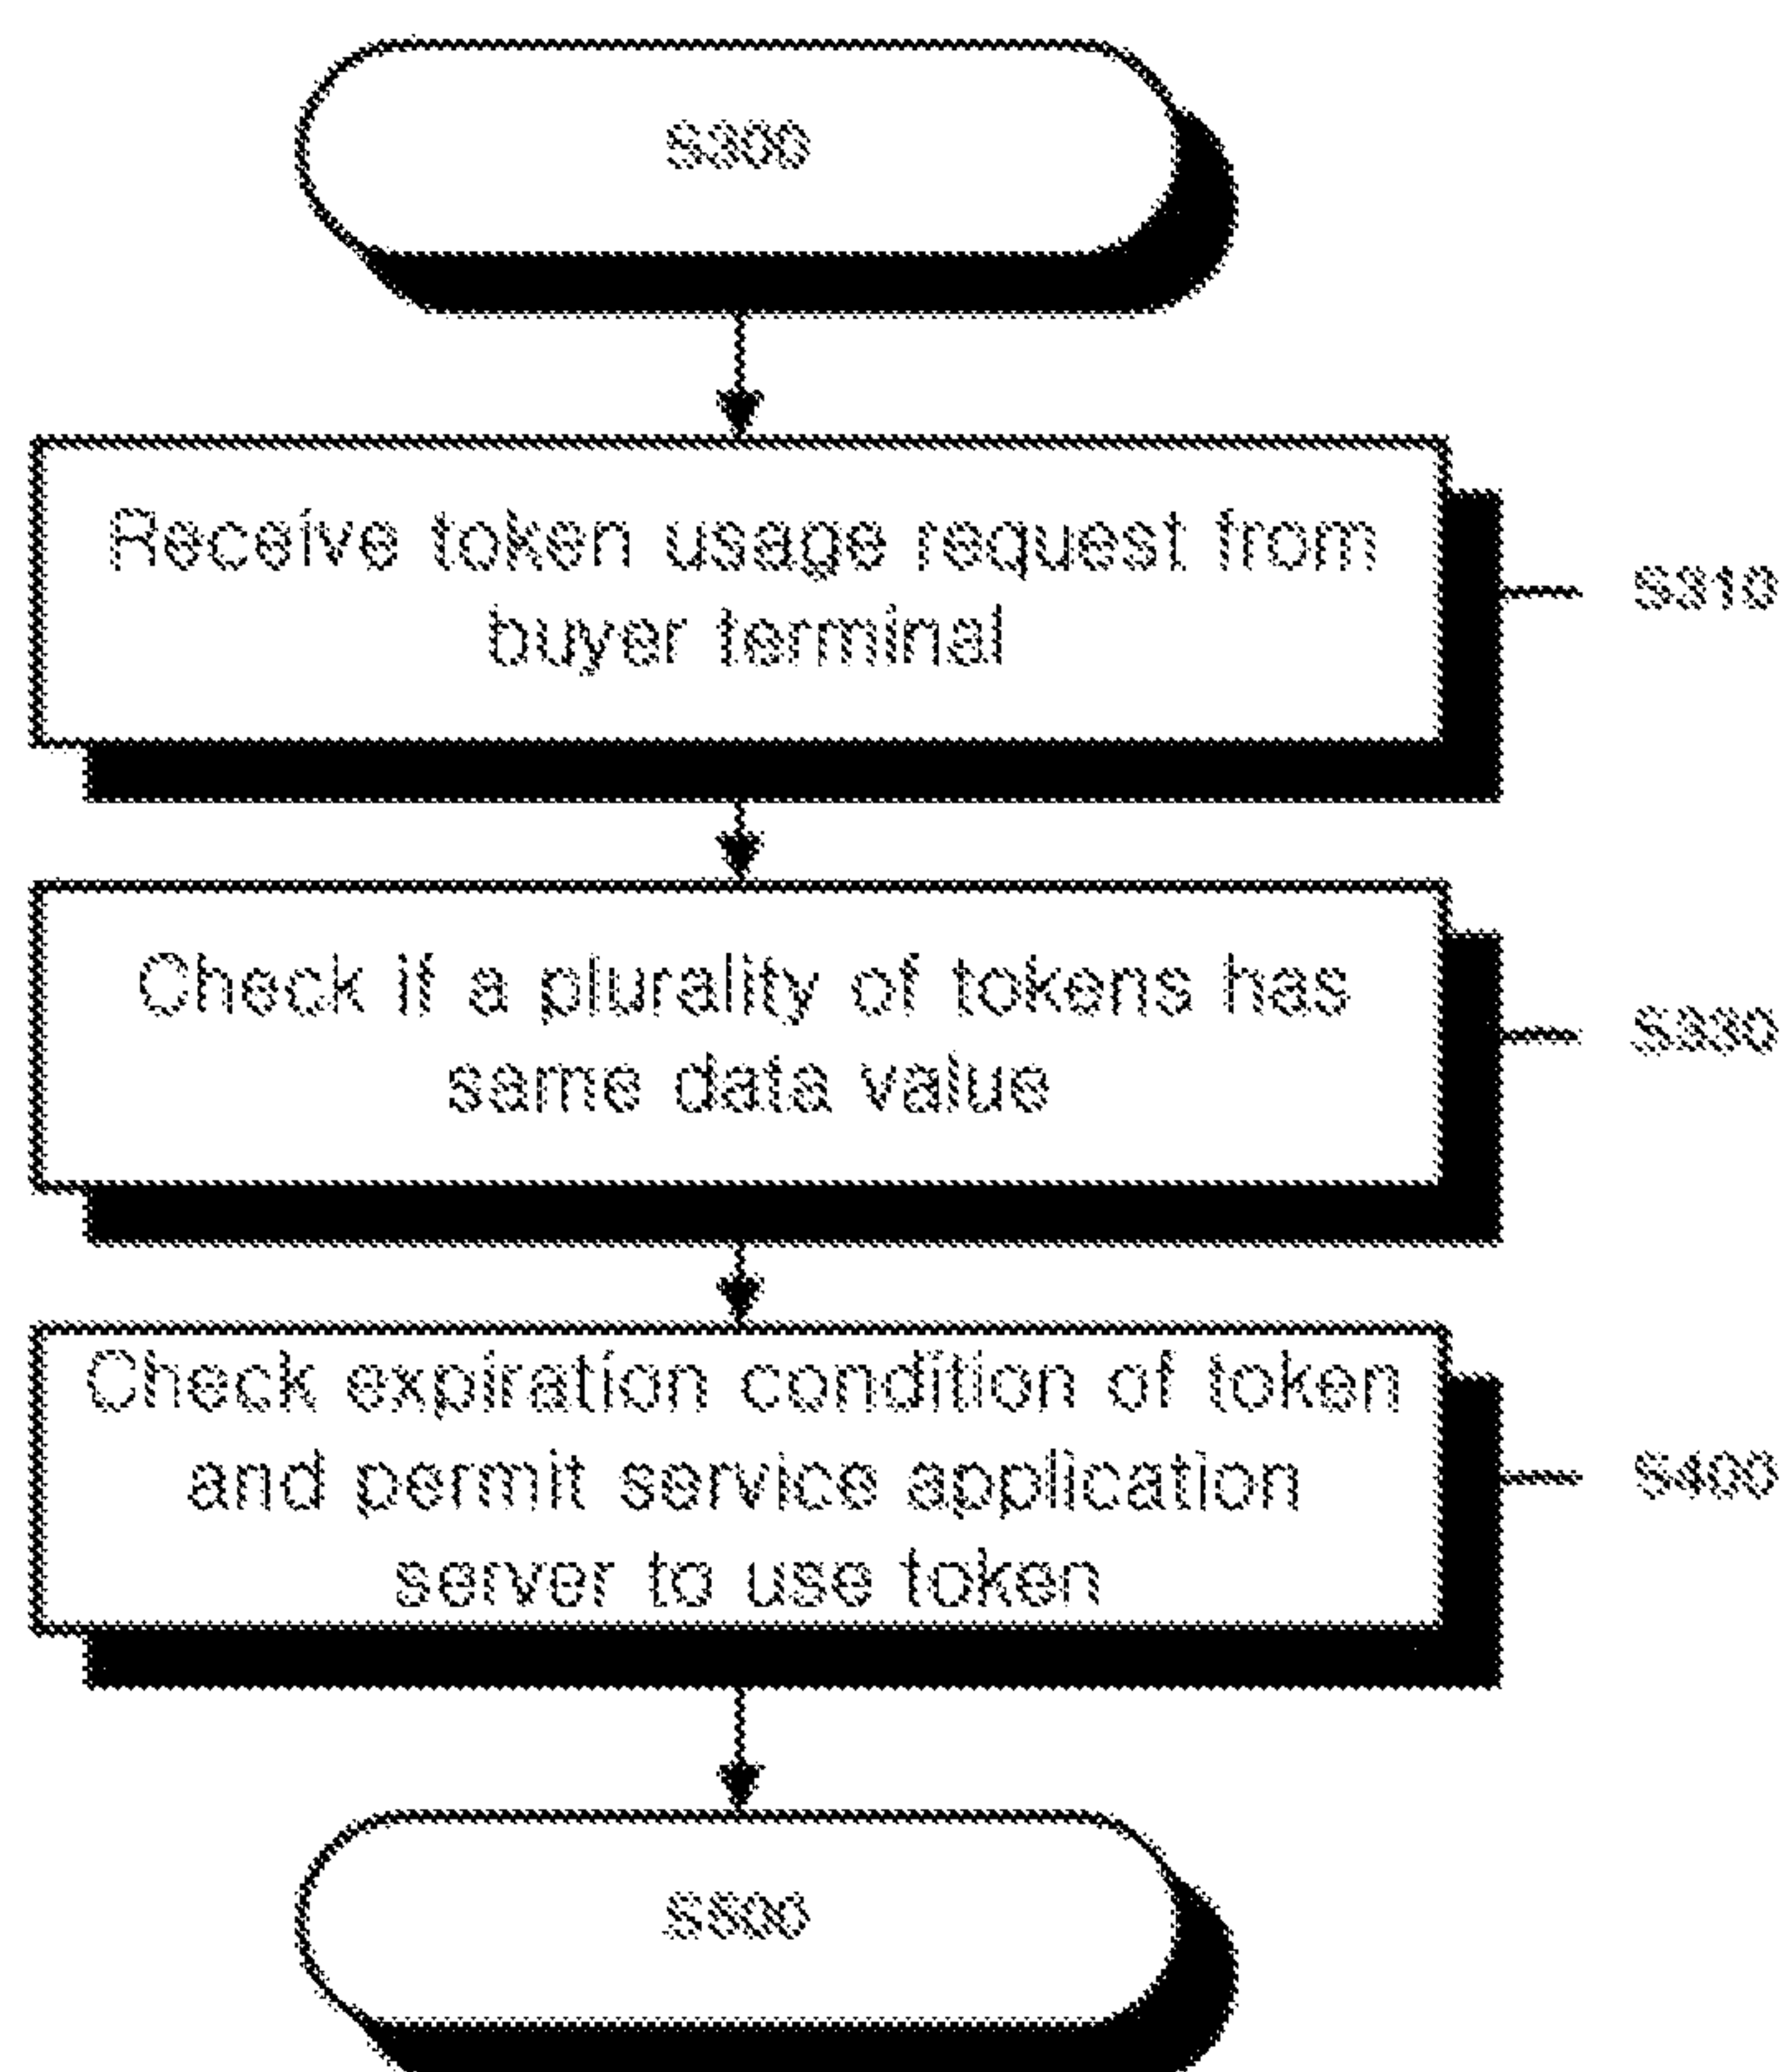 S300
Receive token usage request from
buyer terminal
S310
Check if a plurality of tokens has
same data value
S330
Check expiration condition of token
and permit service application
server to use token
S400
S500